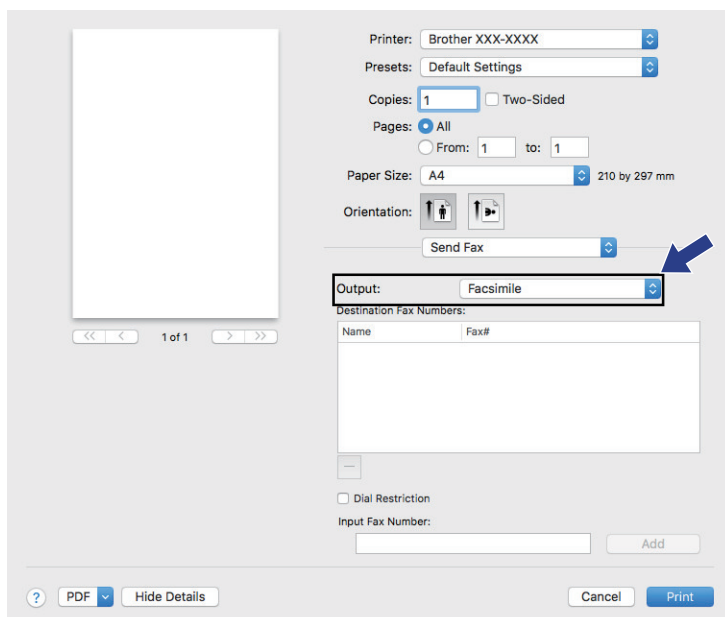 Printer: Brother XXX-XXXX
Presets: Default Settings
Copies: 1 Two-Sided
Pages: All
From: 1 to: 1
Paper Size: A4 210 by 297 mm
Orientation:
Send Fax
Output: Facsimile
Destination Fax Numbers:
Name Fax#
<< < 1 of 1 > >>
Dial Restriction
Input Fax Number:
Add
? PDF Hide Details Cancel Print